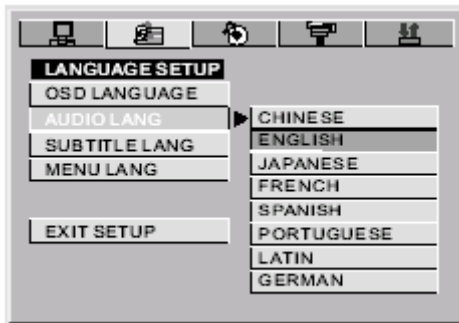 LANGUAGE SETUP
OSD LANGUAGE
AUDIO LANG
SUBTITLE LANG
MENU LANG
EXIT SETUP
CHINESE
ENGLISH
JAPANESE
FRENCH
SPANISH
PORTUGUESE
LATIN
GERMAN